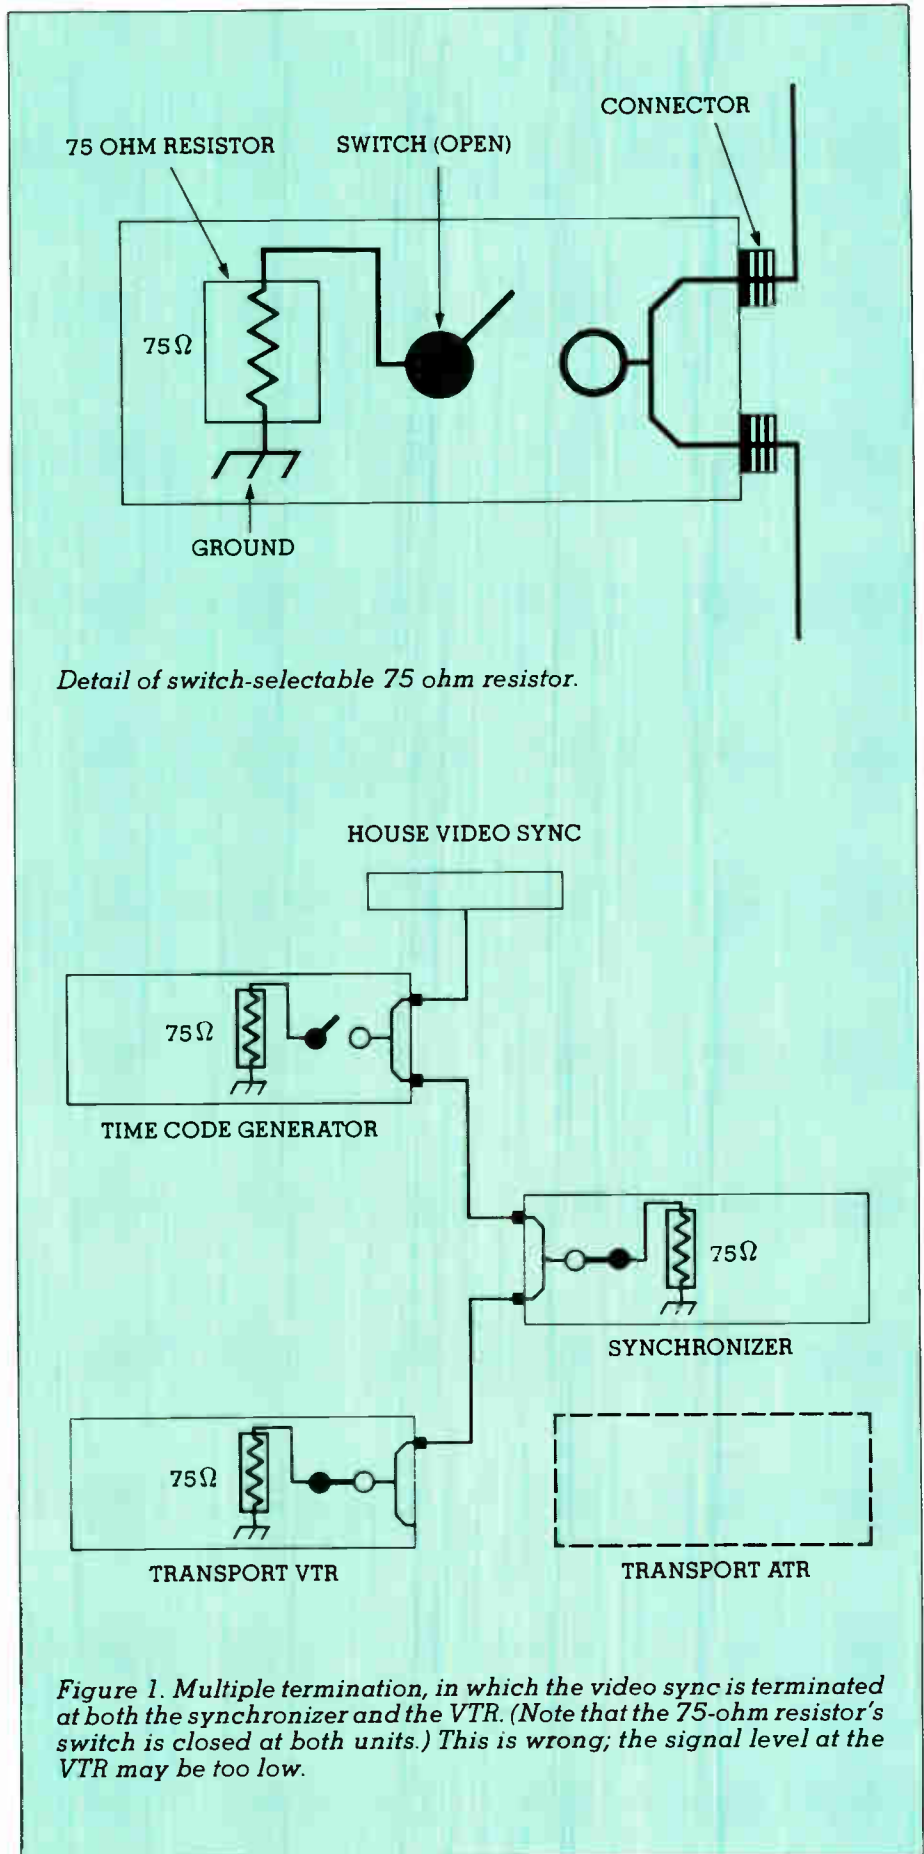 CONNECTOR
75 OHM RESISTOR
SWITCH (OPEN)
75Ω
GROUND
Detail of switch-selectable 75 ohm resistor.
HOUSE VIDEO SYNC
75Ω
TIME CODE GENERATOR
75Ω
SYNCHRONIZER
75Ω
TRANSPORT VTR
TRANSPORT ATR
Figure 1. Multiple termination, in which the video sync is terminated
at both the synchronizer and the VTR. (Note that the 75-ohm resistor's
switch is closed at both units.) This is wrong; the signal level at the
VTR may be too low.